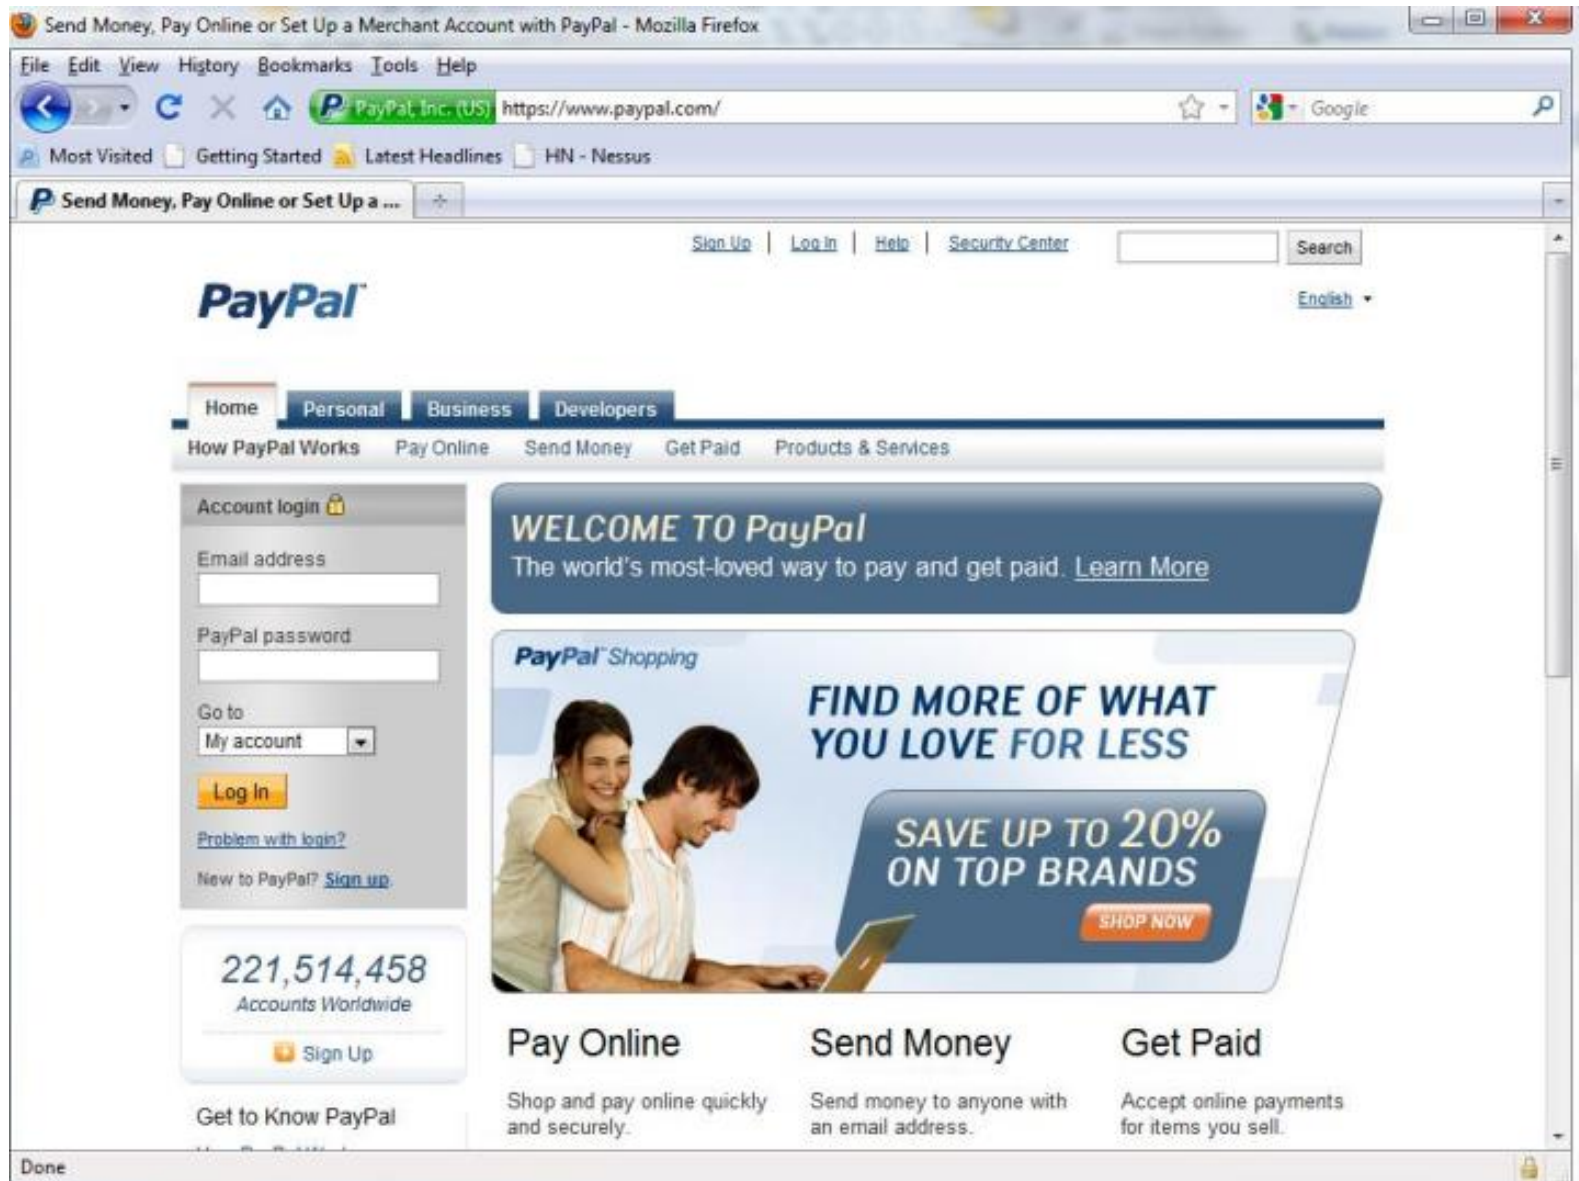 Send Money, Pay Online or Set Up a Merchant Account with PayPal - Mozilla Firefox
File Edit View History Bookmarks Tools Help
PayPal, Inc. (US) https://www.paypal.com/ Google
Most Visited Getting Started Latest Headlines HN - Nessus
Send Money, Pay Online or Set Up a ...
Sign Up | Log In | Help | Security Center Search
PayPal
English
Home Personal Business Developers
How PayPal Works Pay Online Send Money Get Paid Products & Services
Account login
Email address
PayPal password
Go to
My account
Log In
Problem with login?
New to PayPal? Sign up.
221,514,458
Accounts Worldwide
Sign Up
Get to Know PayPal
WELCOME TO PayPal
The world's most-loved way to pay and get paid. Learn More
PayPal Shopping
FIND MORE OF WHAT
YOU LOVE FOR LESS
SAVE UP TO 20%
ON TOP BRANDS
SHOP NOW
Pay Online
Shop and pay online quickly
and securely.
Send Money
Send money to anyone with
an email address.
Get Paid
Accept online payments
for items you sell.
Done